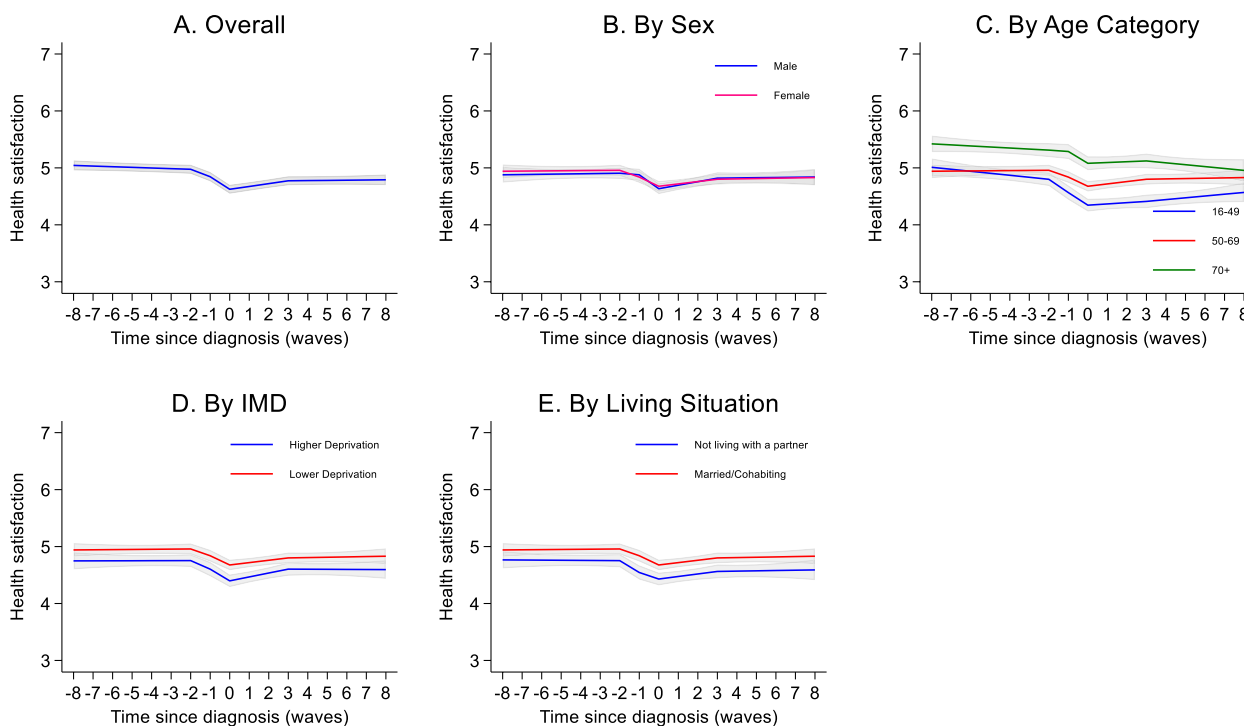 A. Overall
7
6
5
4
3
Health satisfaction
-8 -7 -6 -5 -4 -3 -2 -1 0 1 2 3 4 5 6 7 8
Time since diagnosis (waves)
B. By Sex
Male
Female
7
6
5
4
3
Health satisfaction
-8 -7 -6 -5 -4 -3 -2 -1 0 1 2 3 4 5 6 7 8
Time since diagnosis (waves)
C. By Age Category
7
6
5
4
3
Health satisfaction
16-49
50-69
70+
-8 -7 -6 -5 -4 -3 -2 -1 0 1 2 3 4 5 6 7 8
Time since diagnosis (waves)
D. By IMD
Higher Deprivation
Lower Deprivation
7
6
5
4
3
Health satisfaction
-8 -7 -6 -5 -4 -3 -2 -1 0 1 2 3 4 5 6 7 8
Time since diagnosis (waves)
E. By Living Situation
Not living with a partner
Married/Cohabiting
7
6
5
4
3
Health satisfaction
-8 -7 -6 -5 -4 -3 -2 -1 0 1 2 3 4 5 6 7 8
Time since diagnosis (waves)